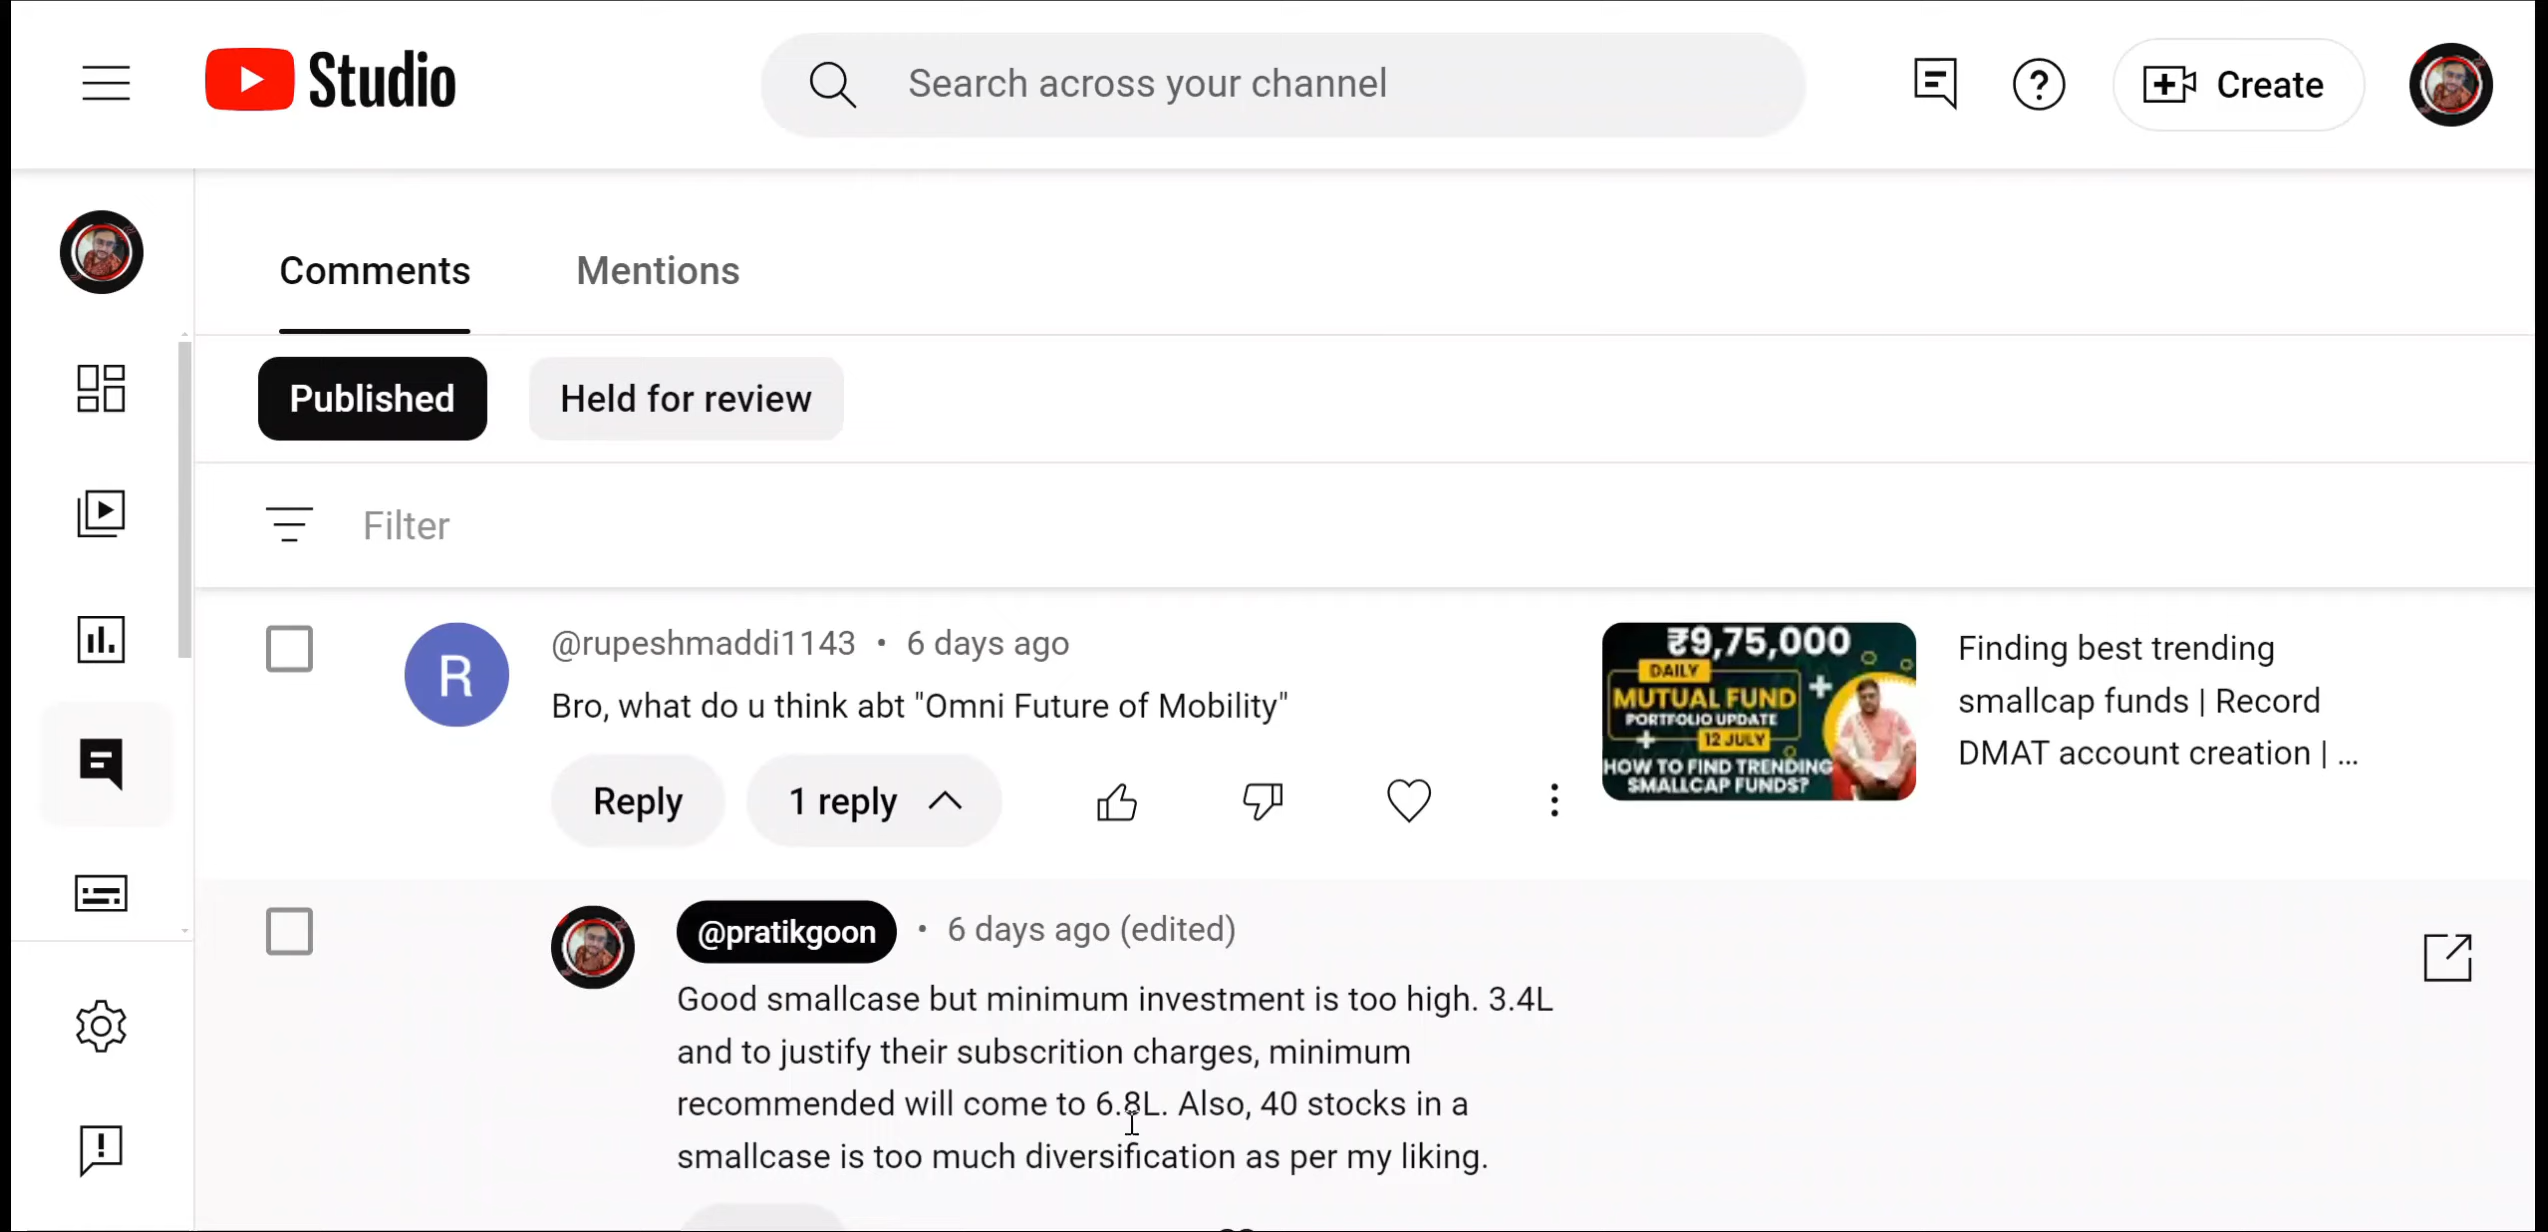 Studio
Search across your channel
Create
Comments
Mentions
Published
Held for review
Filter
@rupeshmaddi1143 • 6 days ago
Bro, what do u think abt "Omni Future of Mobility"
Reply
1 reply
₹9,75,000
DAILY
MUTUAL FUND
PORTFOLIO UPDATE
12 JULY
HOW TO FIND TRENDING
SMALLCAP FUNDS?
Finding best trending
smallcap funds | Record
DMAT account creation | ...
@pratikgoon • 6 days ago (edited)
Good smallcase but minimum investment is too high. 3.4L
and to justify their subscrition charges, minimum
recommended will come to 6.8L. Also, 40 stocks in a
smallcase is too much diversification as per my liking.